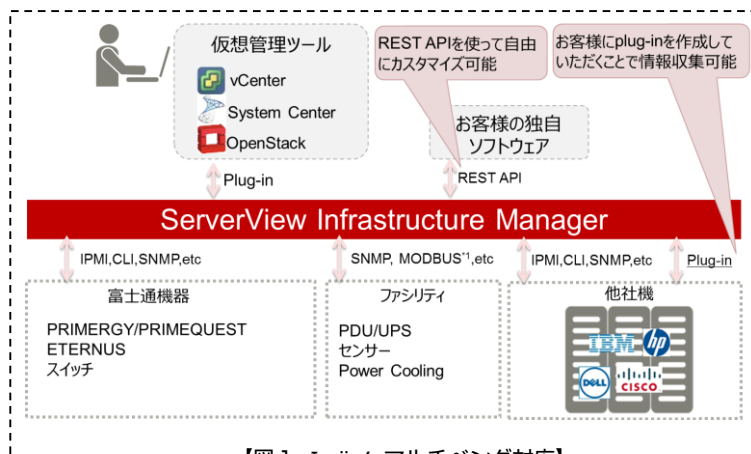 仮想管理ツール
vCenter
System Center
OpenStack
REST APIを使って自由
にカスタマイズ可能
お客様にplug-inを作成して
いただくことで情報収集可能
お客様の独自
ソフトウェア
Plug-in
REST API
ServerView Infrastructure Manager
IPMI,CLI,SNMP,etc
SNMP, MODBUS*1,etc
IPMI,CLI,SNMP,etc
Plug-in
富士通機器
PRIMERGY/PRIMEQUEST
ETERNUS
スイッチ
ファシリティ
PDU/UPS
センサー
Power Cooling
他社機
IBM
hp
DELL
CISCO